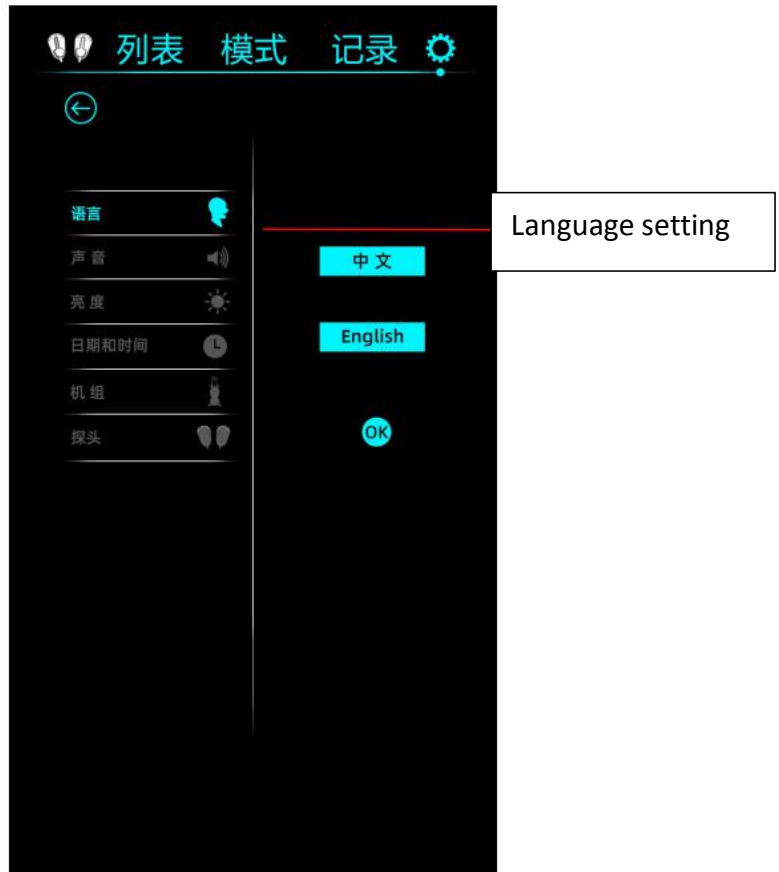 列表 模式 记录
语言
Language setting
声音
中文
亮度
日期和时间
English
机组
探头
OK